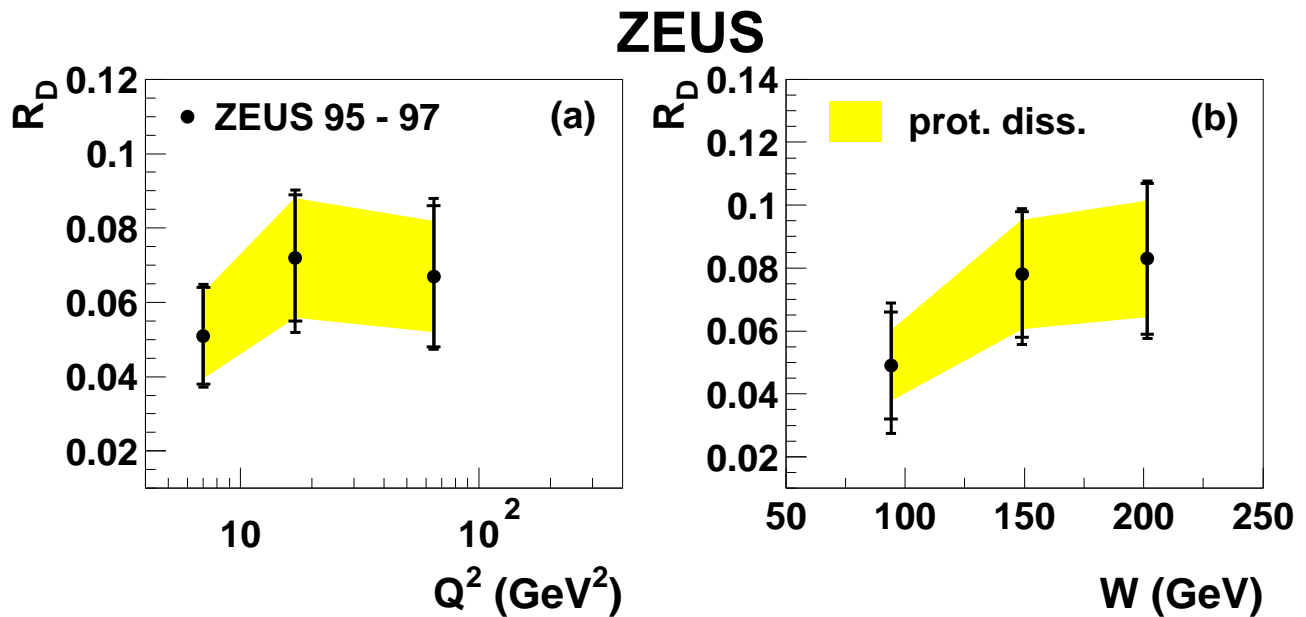 ZEUS
R_D
0.12
0.1
0.08
0.06
0.04
0.02
ZEUS 95 - 97
(a)
10
10^2
Q^2 (GeV^2)
R_D
0.14
0.12
0.1
0.08
0.06
0.04
0.02
prot. diss.
(b)
50 100 150 200 250
W (GeV)